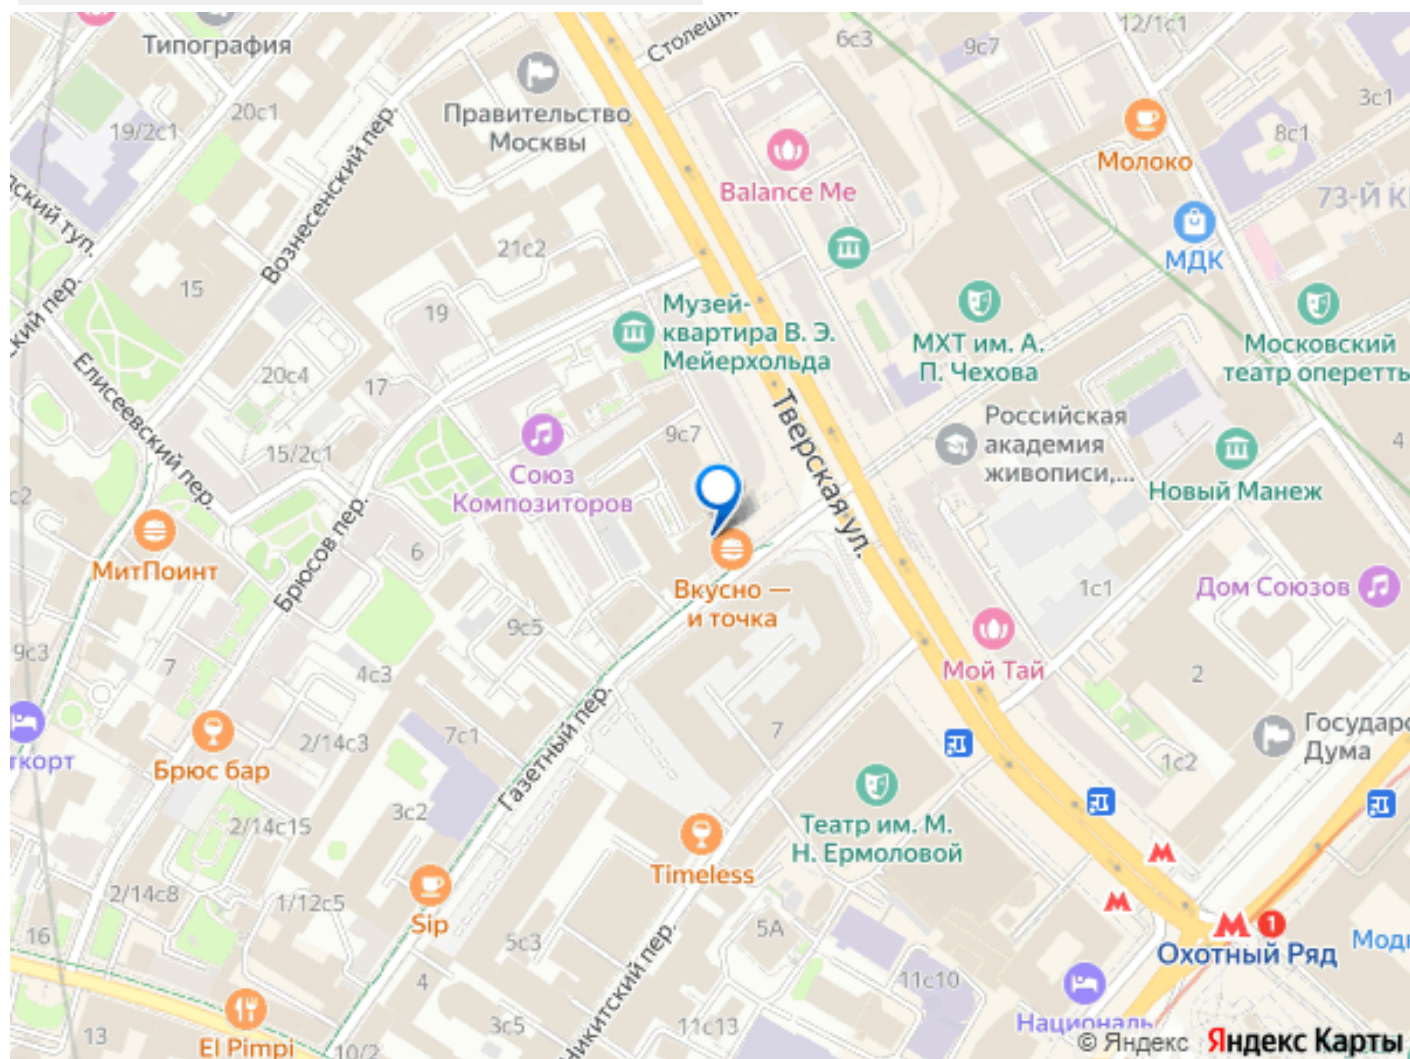 Типография
20с1
19/2с1
Правительство
Москвы
Столешн
6с3
9с7
12/1с1
3с1
8с1
Молоко
Balance Me
73-Й К
МДК
Вознесенский пер.
21с2
вский туп.
15
ский пер.
19
Музей-
квартира В. Э.
Мейерхольда
МХТ им. А.
П. Чехова
Московский
театр оперетты
20с4
17
Елисеевский пер.
Тверская ул.
Российская
академия
живописи,...
9с7
4
15/2с1
Союз
Композиторов
Новый Манеж
с2
МитПоинт
Брюсов пер.
6
Вкусно —
и точка
1с1
Дом Союзов
9с5
9с3
7
4с3
Мой Тай
2
Государс
Дума
ткорт
Брюс бар
2/14с3
7с1
Газетный пер.
7
1с2
3с2
2/14с15
Театр им. М.
Н. Ермоловой
Timeless
2/14с8
1/12с5
Sip
16
5с3
5А
1
Охотный Ряд
Модн
4
11с10
Никитский пер.
Националь
13
El Pimpi
10/2
3с5
11с13
© Яндекс Яндекс Карты